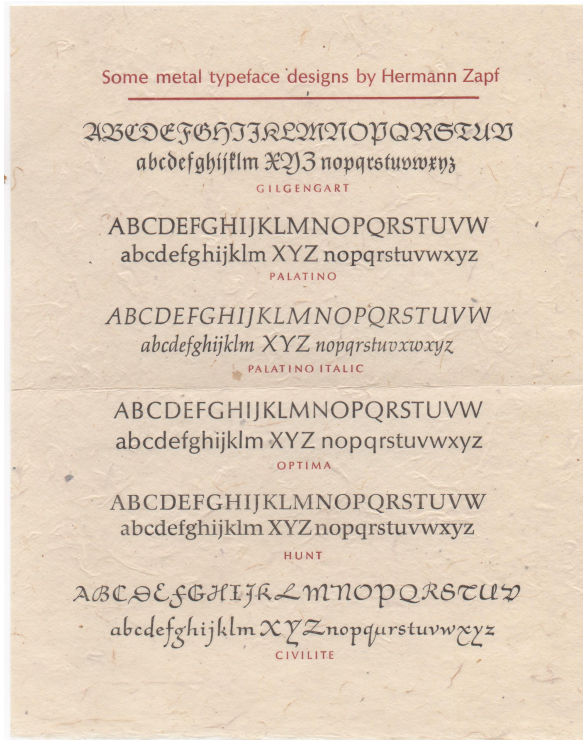 Some metal typeface designs by Hermann Zapf
ABCDEFGHIJKLMNOPQRSTUV
abcdefghijklm XYZ nopqrstuvwxyz
GILGENGART
ABCDEFGHIJKLMNOPQRSTUVW
abcdefghijklm XYZ nopqrstuvwxyz
PALATINO
ABCDEFGHIJKLMNOPQRSTUVW
abcdefghijklm XYZ nopqrstuvxwxyz
PALATINO ITALIC
ABCDEFGHIJKLMNOPQRSTUVW
abcdefghijklm XYZ nopqrstuvwxyz
OPTIMA
ABCDEFGHIJKLMNOPQRSTUVW
abcdefghijklm XYZ nopqrstuvwxyz
HUNT
ABCDEFGHIJKLMNOPQRSTUV
abcdefghijklm XYZ nopqurstuvwxyz
CIVILITE